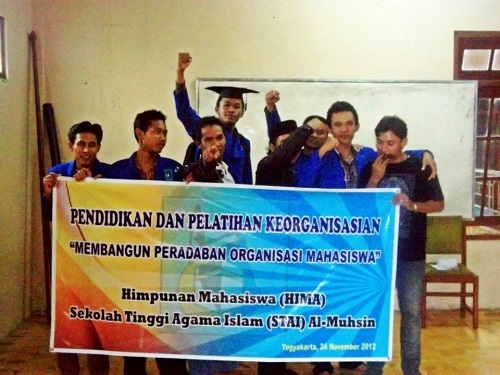 PENDIDIKAN DAN PELATIHAN KEORGANISASIAN
"MEMBANGUN PERADABAN ORGANISASI MAHASISWA"
Himpunan Mahasiswa (HIMA)
Sekolah Tinggi Agama Islam (STAI) Al-Muhsin
Yogyakarta, 24 November 2012